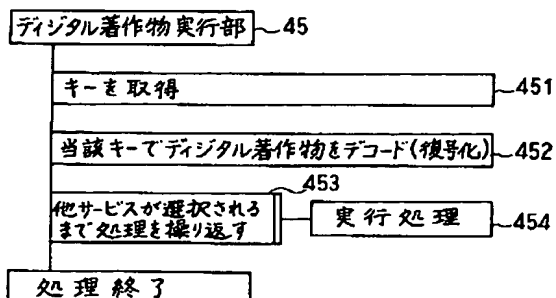 ディジタル著作物実行部 45
キーを取得 451
当該キーでディジタル著作物をデコード(復号化) 452
453
他サービスが選択される
まで処理を操り返す
実行処理 454
処理終了